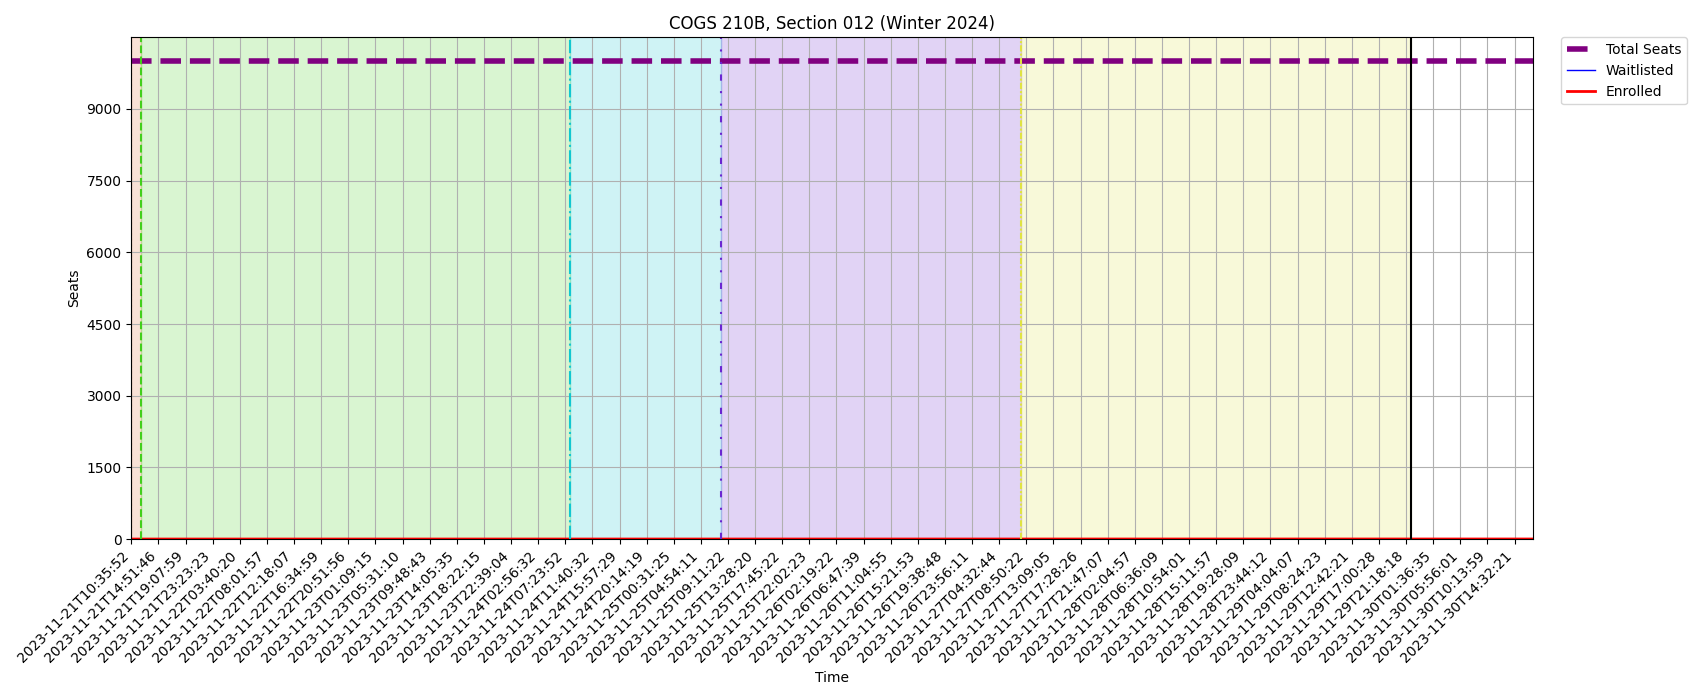 COGS 210B, Section 012 (Winter 2024)
Total Seats
Waitlisted
Enrolled
Seats
9000
7500
6000
4500
3000
1500
0
2023-11-21T10:35:52
2023-11-21T14:51:46
2023-11-21T19:07:59
2023-11-21T23:23:23
2023-11-22T03:40:20
2023-11-22T08:01:57
2023-11-22T12:18:07
2023-11-22T16:34:59
2023-11-22T20:51:56
2023-11-23T01:09:15
2023-11-23T05:31:10
2023-11-23T09:48:43
2023-11-23T14:05:35
2023-11-23T18:22:15
2023-11-23T22:39:04
2023-11-24T02:56:32
2023-11-24T07:23:52
2023-11-24T11:40:32
2023-11-24T15:57:29
2023-11-24T20:14:19
2023-11-25T00:31:25
2023-11-25T04:54:11
2023-11-25T09:11:22
2023-11-25T13:28:20
2023-11-25T17:45:22
2023-11-25T22:02:23
2023-11-26T02:19:22
2023-11-26T06:47:39
2023-11-26T11:04:55
2023-11-26T15:21:53
2023-11-26T19:38:48
2023-11-26T23:56:11
2023-11-27T04:32:44
2023-11-27T08:50:22
2023-11-27T13:09:05
2023-11-27T17:28:26
2023-11-27T21:47:07
2023-11-28T02:04:57
2023-11-28T06:36:09
2023-11-28T10:54:01
2023-11-28T15:11:57
2023-11-28T19:28:09
2023-11-28T23:44:12
2023-11-29T04:04:07
2023-11-29T08:24:23
2023-11-29T12:42:21
2023-11-29T17:00:28
2023-11-29T21:18:18
2023-11-30T01:36:35
2023-11-30T05:56:01
2023-11-30T10:13:59
2023-11-30T14:32:21
Time